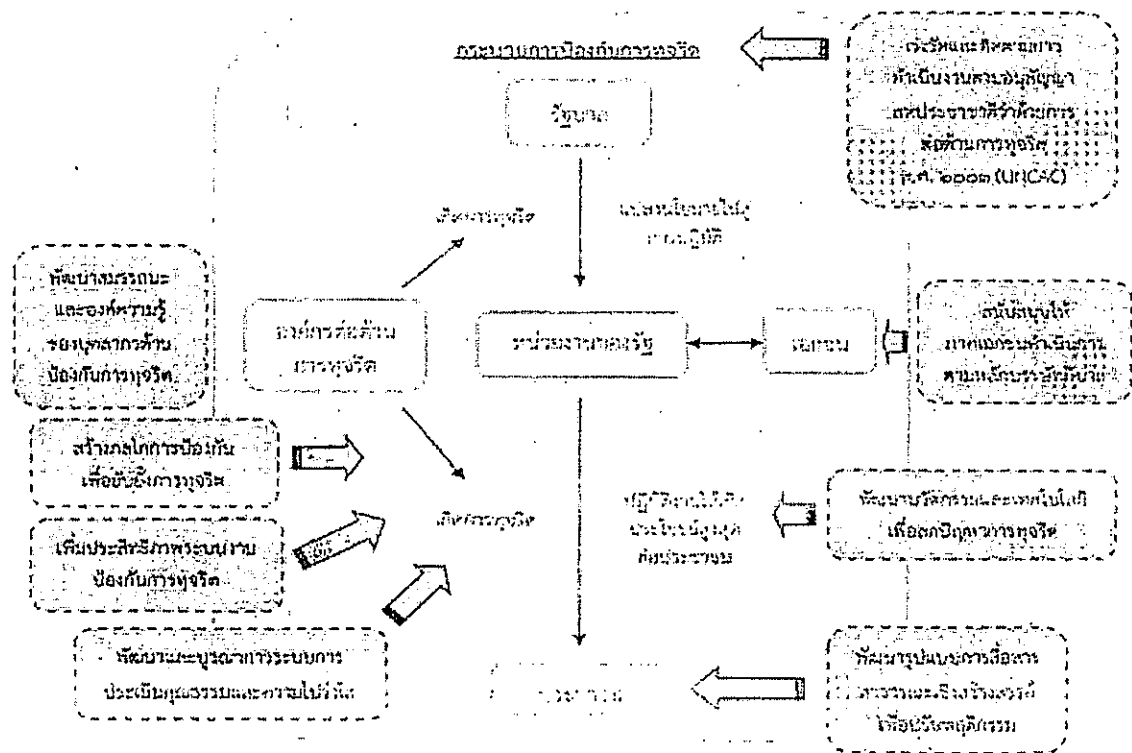 กระบวนการป้องกันการทุจริต
รัฐบาล
ดำเนินงานตามอนุสัญญา
สหประชาชาติว่าด้วยการ
ต่อต้านการทุจริต
ค.ศ. ๒๐๐๓ (UNCAC)
เกิดการทุจริต
แปลงนโยบายไปสู่
การปฏิบัติ
พัฒนาสมรรถนะ
และองค์ความรู้
ของบุคลากรด้าน
ป้องกันการทุจริต
องค์กรต่อต้าน
การทุจริต
หน่วยงานของรัฐ
เอกชน
สนับสนุนให้
ภาคเอกชนดำเนินการ
ตามหลักบรรษัทภิบาล
สร้างกลไกการป้องกัน
เพื่อยับยั้งการทุจริต
เกิดการทุจริต
ปฏิบัติงานให้เกิด
ประโยชน์สูงสุด
ต่อประชาชน
พัฒนานวัตกรรมและเทคโนโลยี
เพื่อลดปัญหาการทุจริต
เพิ่มประสิทธิภาพระบบงาน
ป้องกันการทุจริต
พัฒนาและบูรณาการระบบการ
ประเมินคุณธรรมและความโปร่งใส
ประชาชน
พัฒนารูปแบบการสื่อสาร
สาธารณะเชิงสร้างสรรค์
เพื่อปรับพฤติกรรม